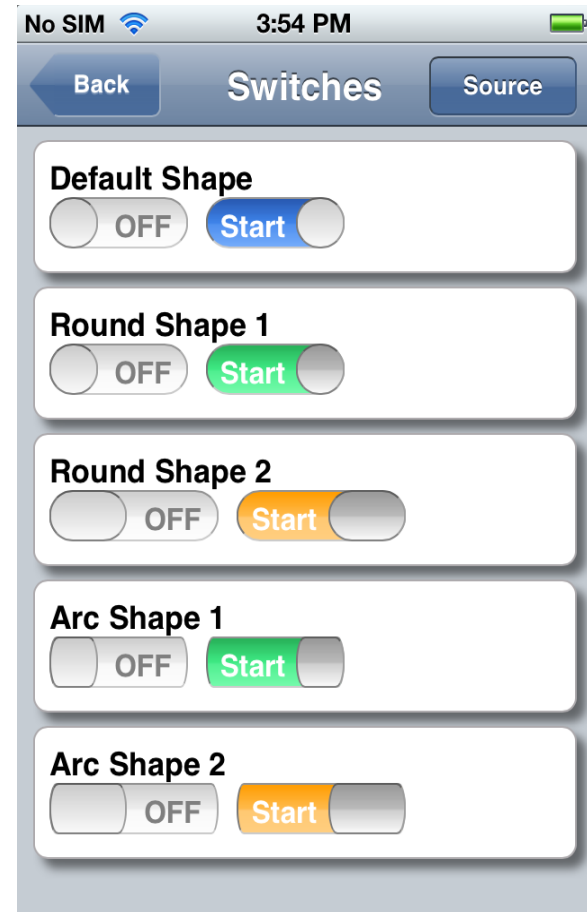 No SIM 3:54 PM
Back Switches Source
Default Shape
OFF Start
Round Shape 1
OFF Start
Round Shape 2
OFF Start
Arc Shape 1
OFF Start
Arc Shape 2
OFF Start